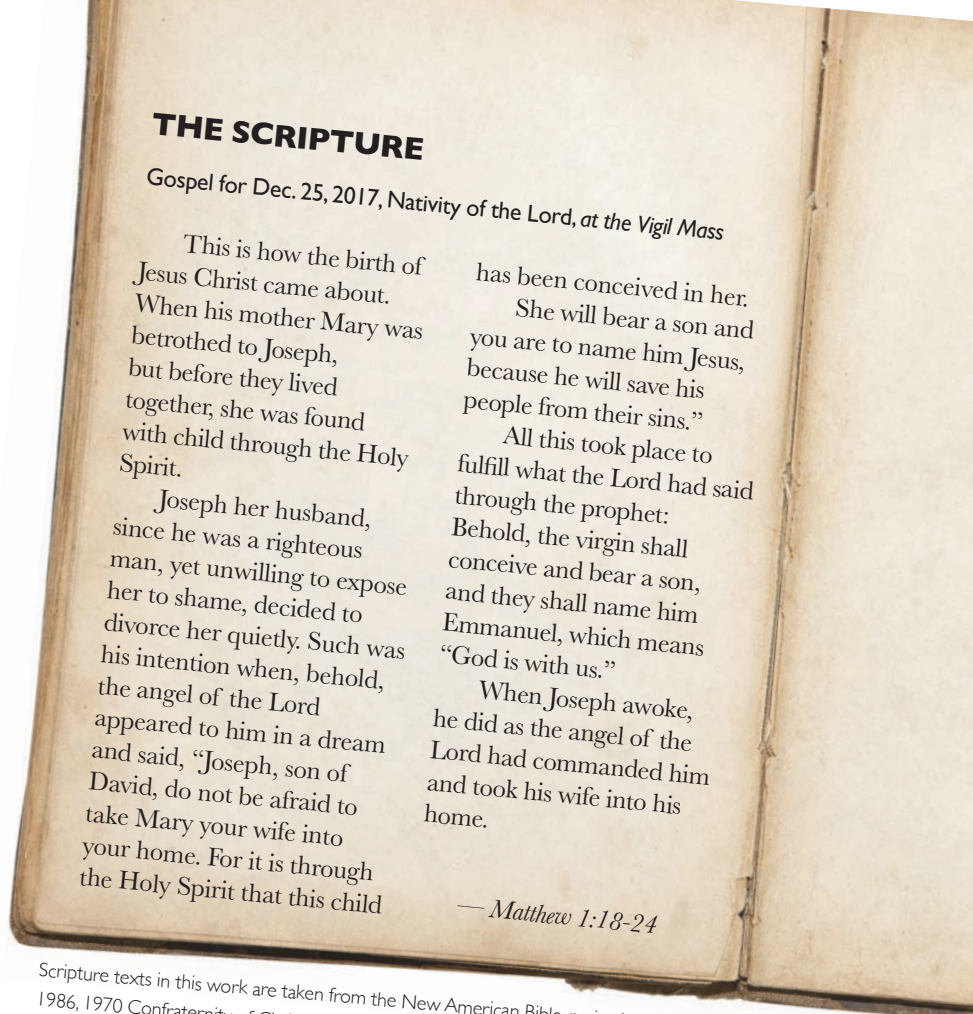 THE SCRIPTURE
Gospel for Dec. 25, 2017, Nativity of the Lord, at the Vigil Mass
This is how the birth of
Jesus Christ came about.
When his mother Mary was
betrothed to Joseph,
but before they lived
together, she was found
with child through the Holy
Spirit.
Joseph her husband,
since he was a righteous
man, yet unwilling to expose
her to shame, decided to
divorce her quietly. Such was
his intention when, behold,
the angel of the Lord
appeared to him in a dream
and said, “Joseph, son of
David, do not be afraid to
take Mary your wife into
your home. For it is through
the Holy Spirit that this child
has been conceived in her.
She will bear a son and
you are to name him Jesus,
because he will save his
people from their sins.”
All this took place to
fulfill what the Lord had said
through the prophet:
Behold, the virgin shall
conceive and bear a son,
and they shall name him
Emmanuel, which means
“God is with us.”
When Joseph awoke,
he did as the angel of the
Lord had commanded him
and took his wife into his
home.
— Matthew 1:18-24
Scripture texts in this work are taken from the New American Bible
1986, 1970 Confraternity of